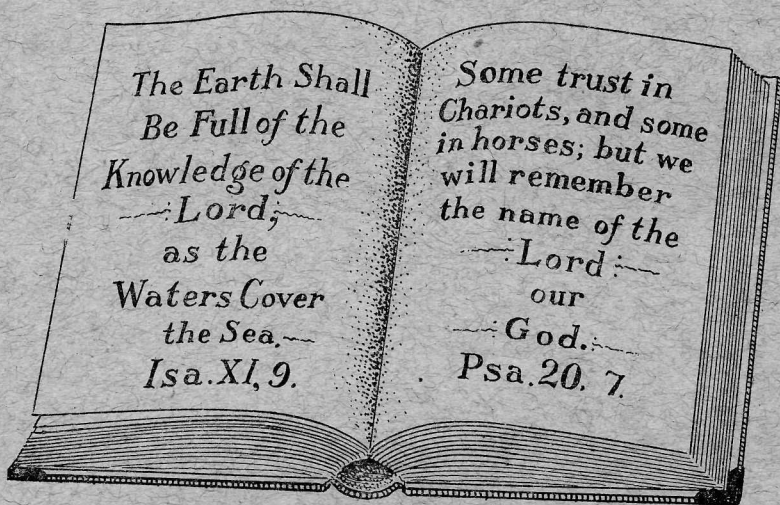 The Earth Shall
Be Full of the
Knowledge of the
Lord;
as the
Waters Cover
the Sea.
Isa. XI, 9.
Some trust in
Chariots, and some
in horses; but we
will remember
the name of the
Lord
our
God.
Psa. 20. 7.